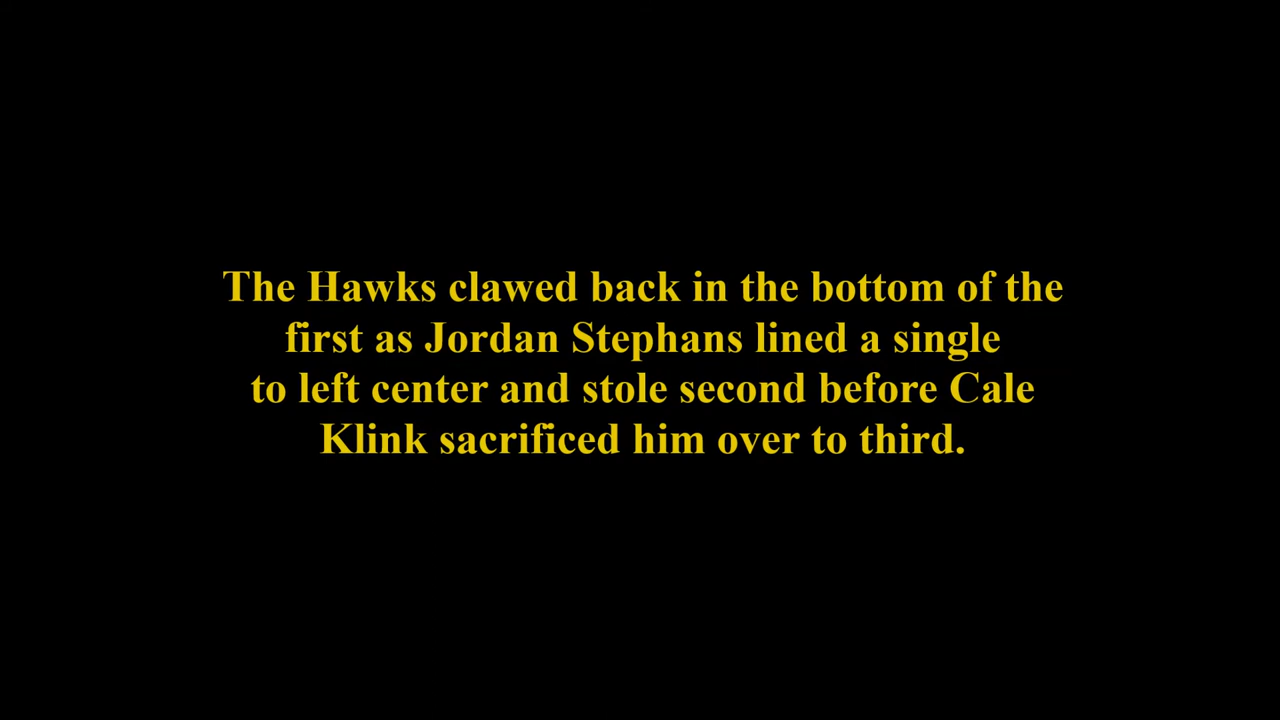 The Hawks clawed back in the bottom of the
first as Jordan Stephans lined a single
to left center and stole second before Cale
Klink sacrificed him over to third.